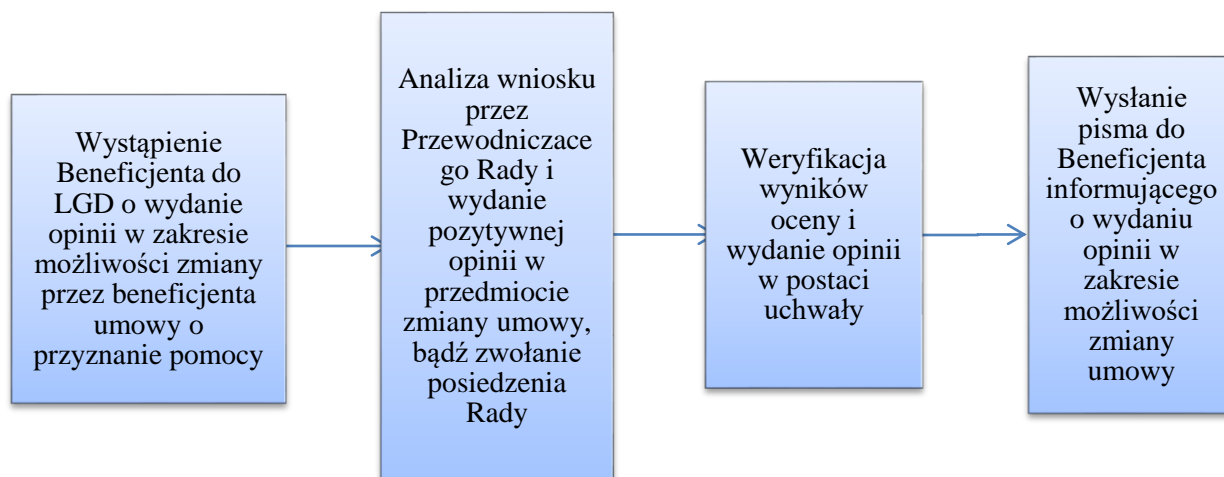 Wystąpienie
Beneficjenta do
LGD o wydanie
opinii w zakresie
możliwości zmiany
przez beneficjenta
umowy o
przyznanie pomocy
Analiza wniosku
przez
Przewodniczace
go Rady i
wydanie
pozytywnej
opinii w
przedmiocie
zmiany umowy,
bądź zwołanie
posiedzenia
Rady
Weryfikacja
wyników
oceny i
wydanie opinii
w postaci
uchwały
Wysłanie
pisma do
Beneficjenta
informującego
o wydaniu
opinii w
zakresie
możliwości
zmiany
umowy